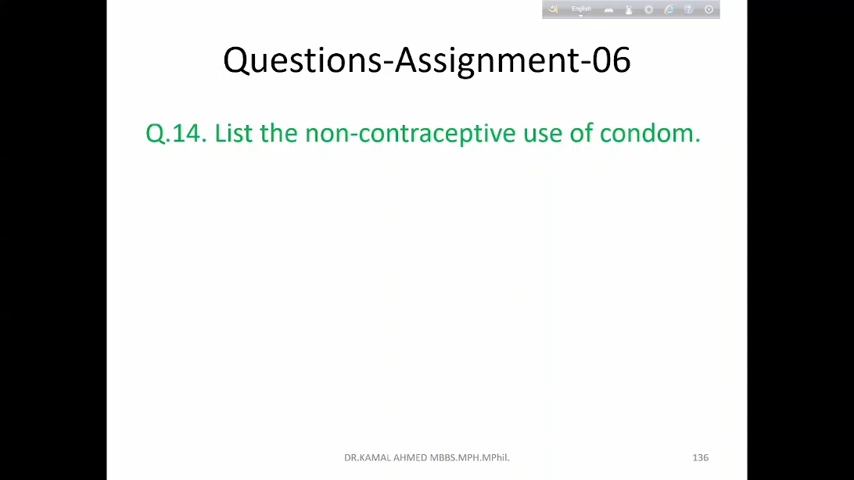 English
Questions-Assignment-06
Q.14. List the non-contraceptive use of condom.
DR.KAMAL AHMED MBBS.MPH.MPhil.
136